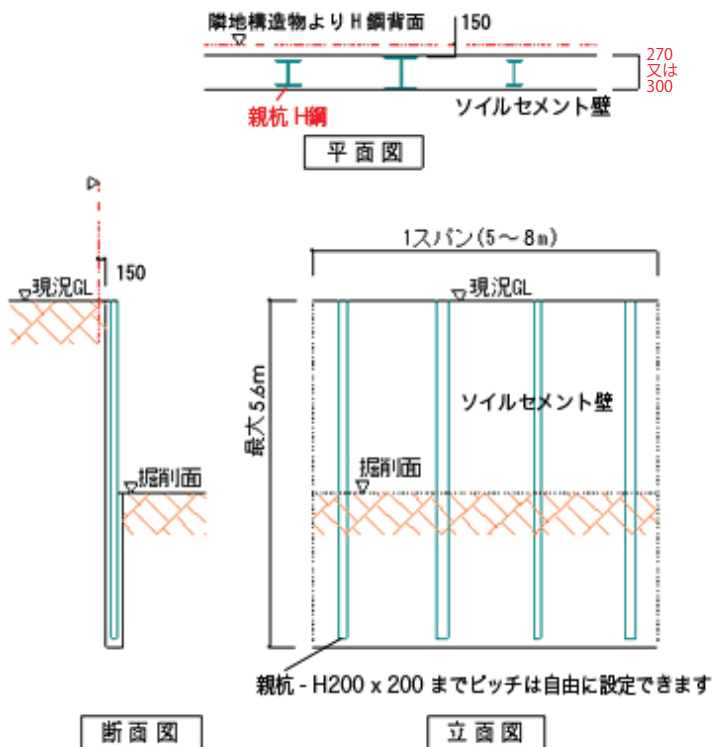 隣地構造物よりH鋼背面
150
270
又は
300
親杭 H鋼
ソイルセメント壁
平面図
150
現況GL
掘削面
断面図
1スパン(5〜8m)
現況GL
最大5.6m
ソイルセメント壁
掘削面
親杭 - H200 x 200 までピッチは自由に設定できます
立面図